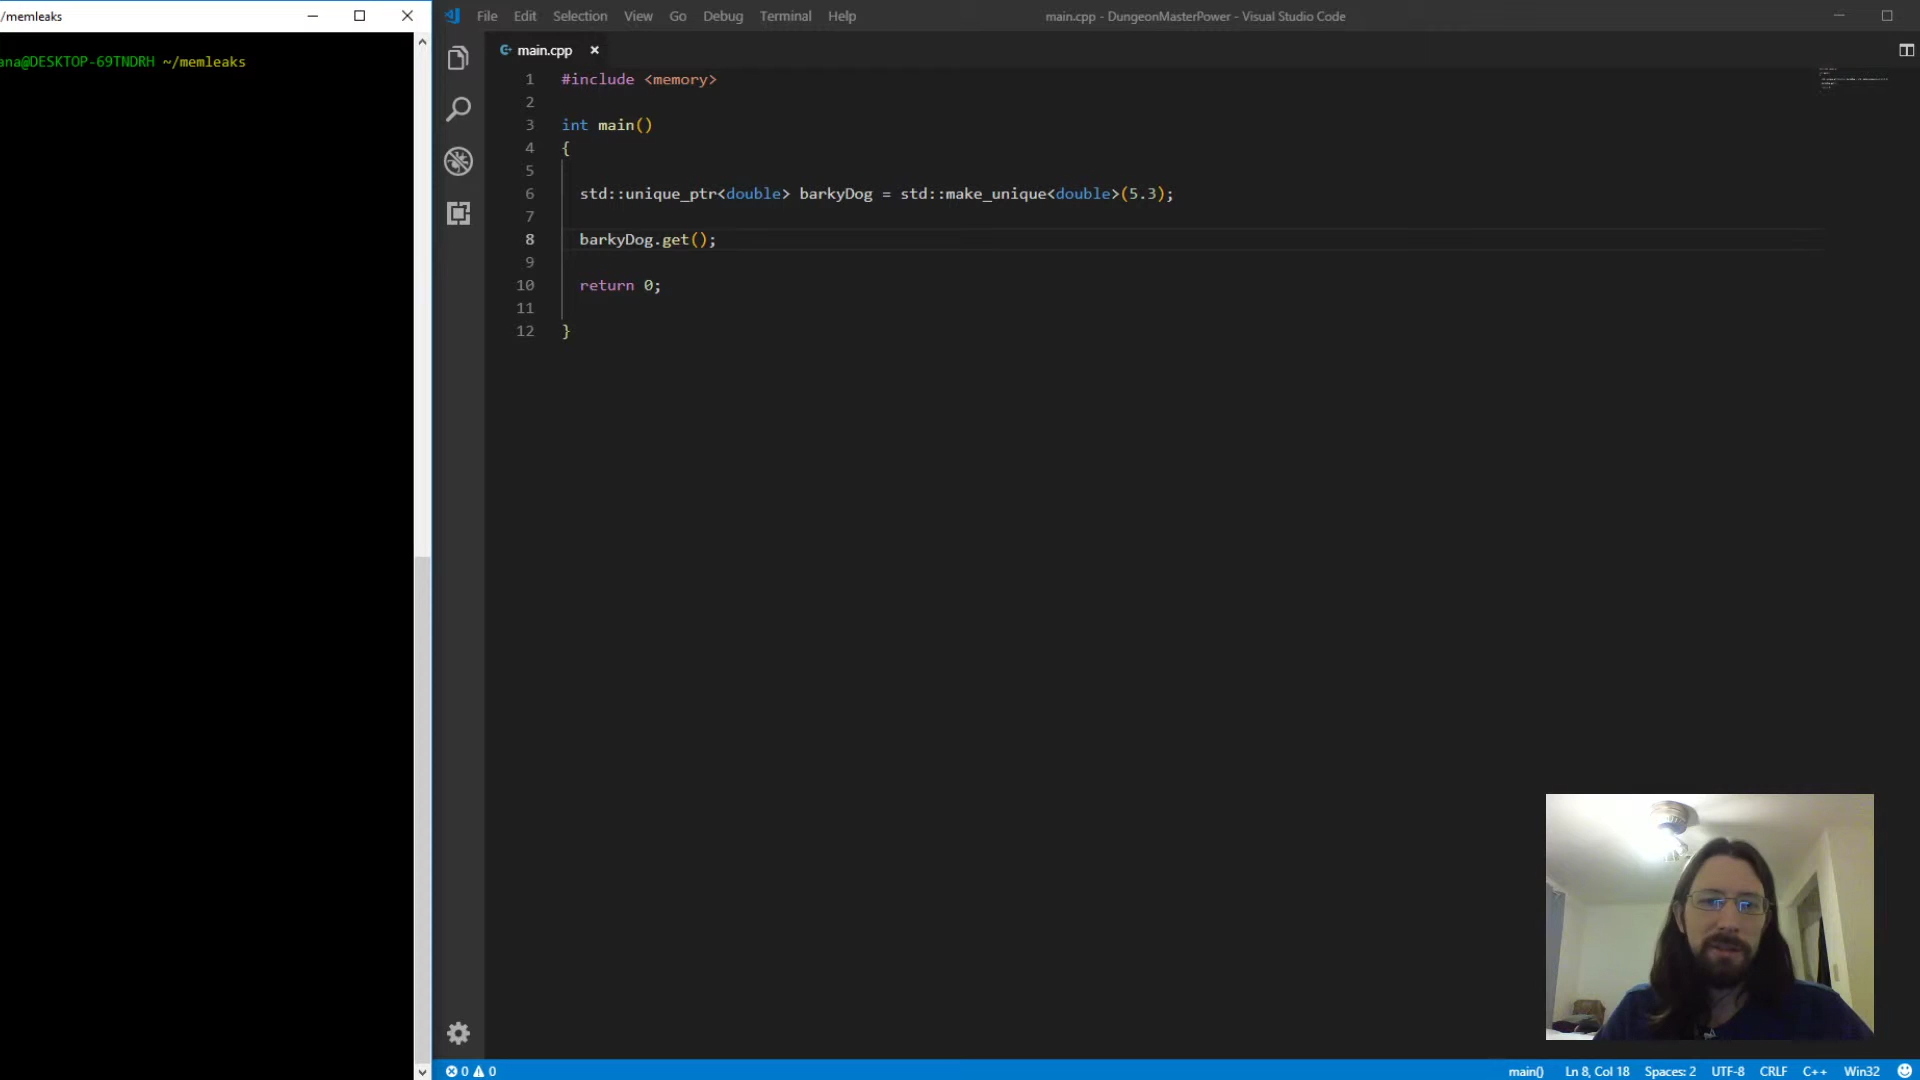 /memleaks
ana@DESKTOP-69TNDRH ~/memleaks
File Edit Selection View Go Debug Terminal Help
main.cpp - DungeonMasterPower - Visual Studio Code
main.cpp
1 #include <memory>
2
3 int main()
4 {
5
6 std::unique_ptr<double> barkyDog = std::make_unique<double>(5.3);
7
8 barkyDog.get();
9
10 return 0;
11
12 }
0 0
main() Ln 8, Col 18 Spaces: 2 UTF-8 CRLF C++ Win32